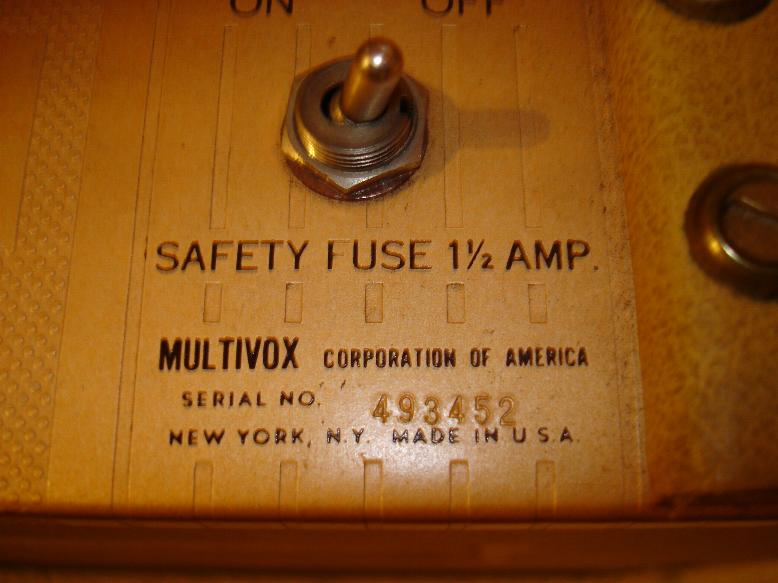 ON OFF
SAFETY FUSE 1½ AMP.
MULTIVOX CORPORATION OF AMERICA
SERIAL NO. 493452
NEW YORK, N.Y. MADE IN U.S.A.